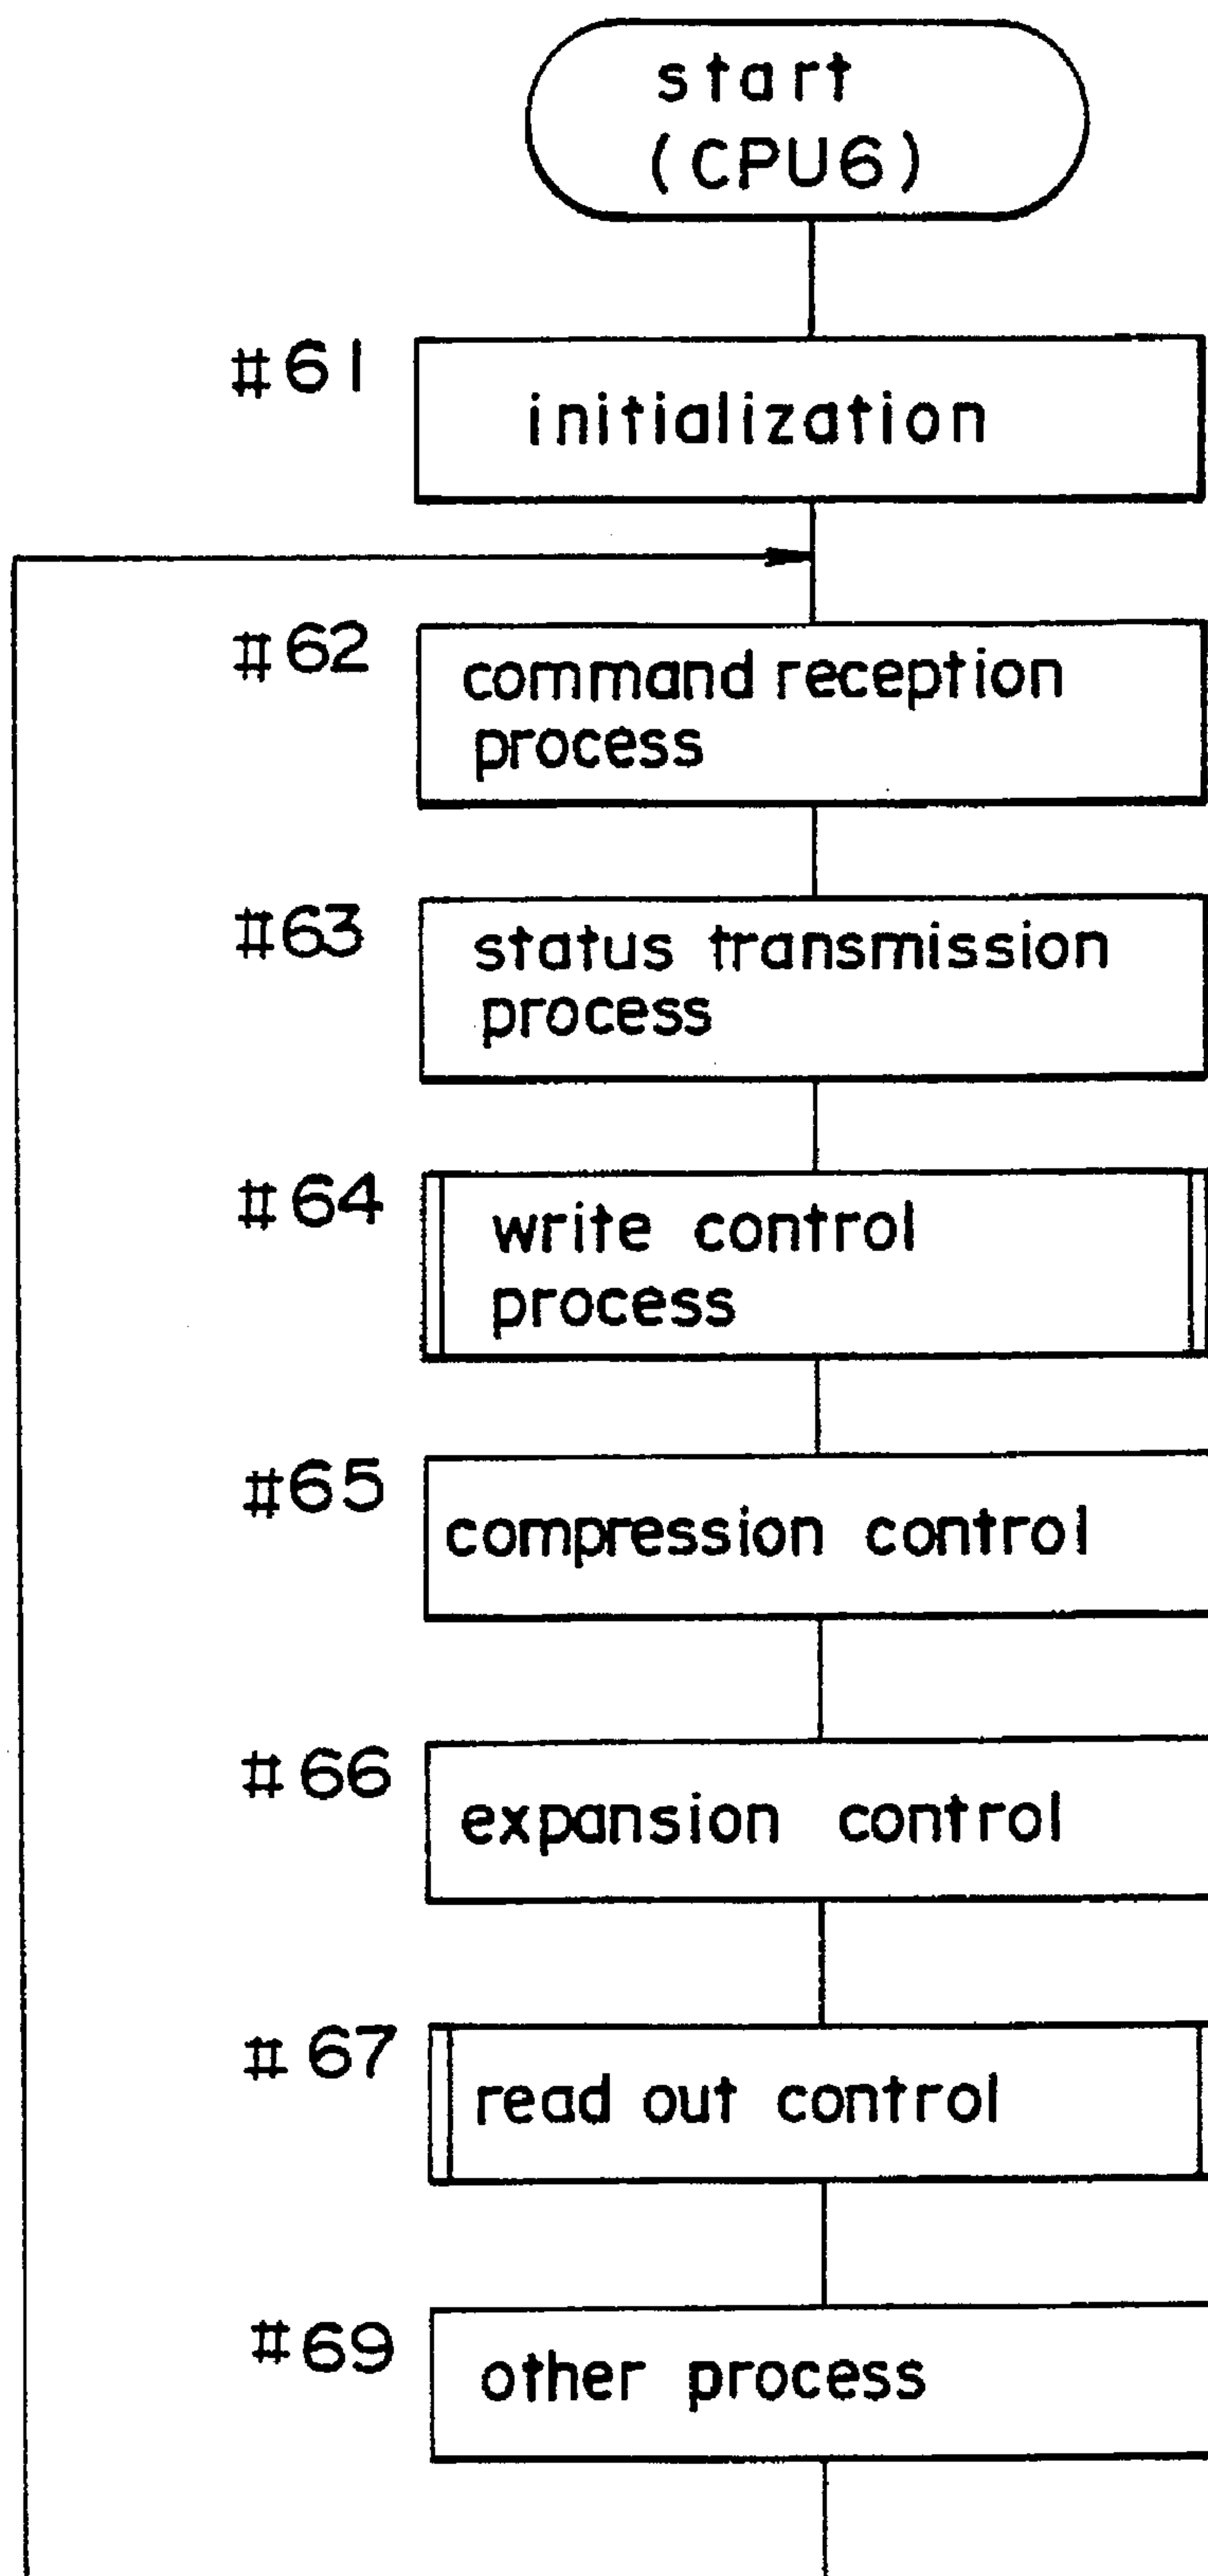 start
(CPU6)
#61
initialization
#62
command reception
process
#63
status transmission
process
#64
write control
process
#65
compression control
#66
expansion control
#67
read out control
#69
other process